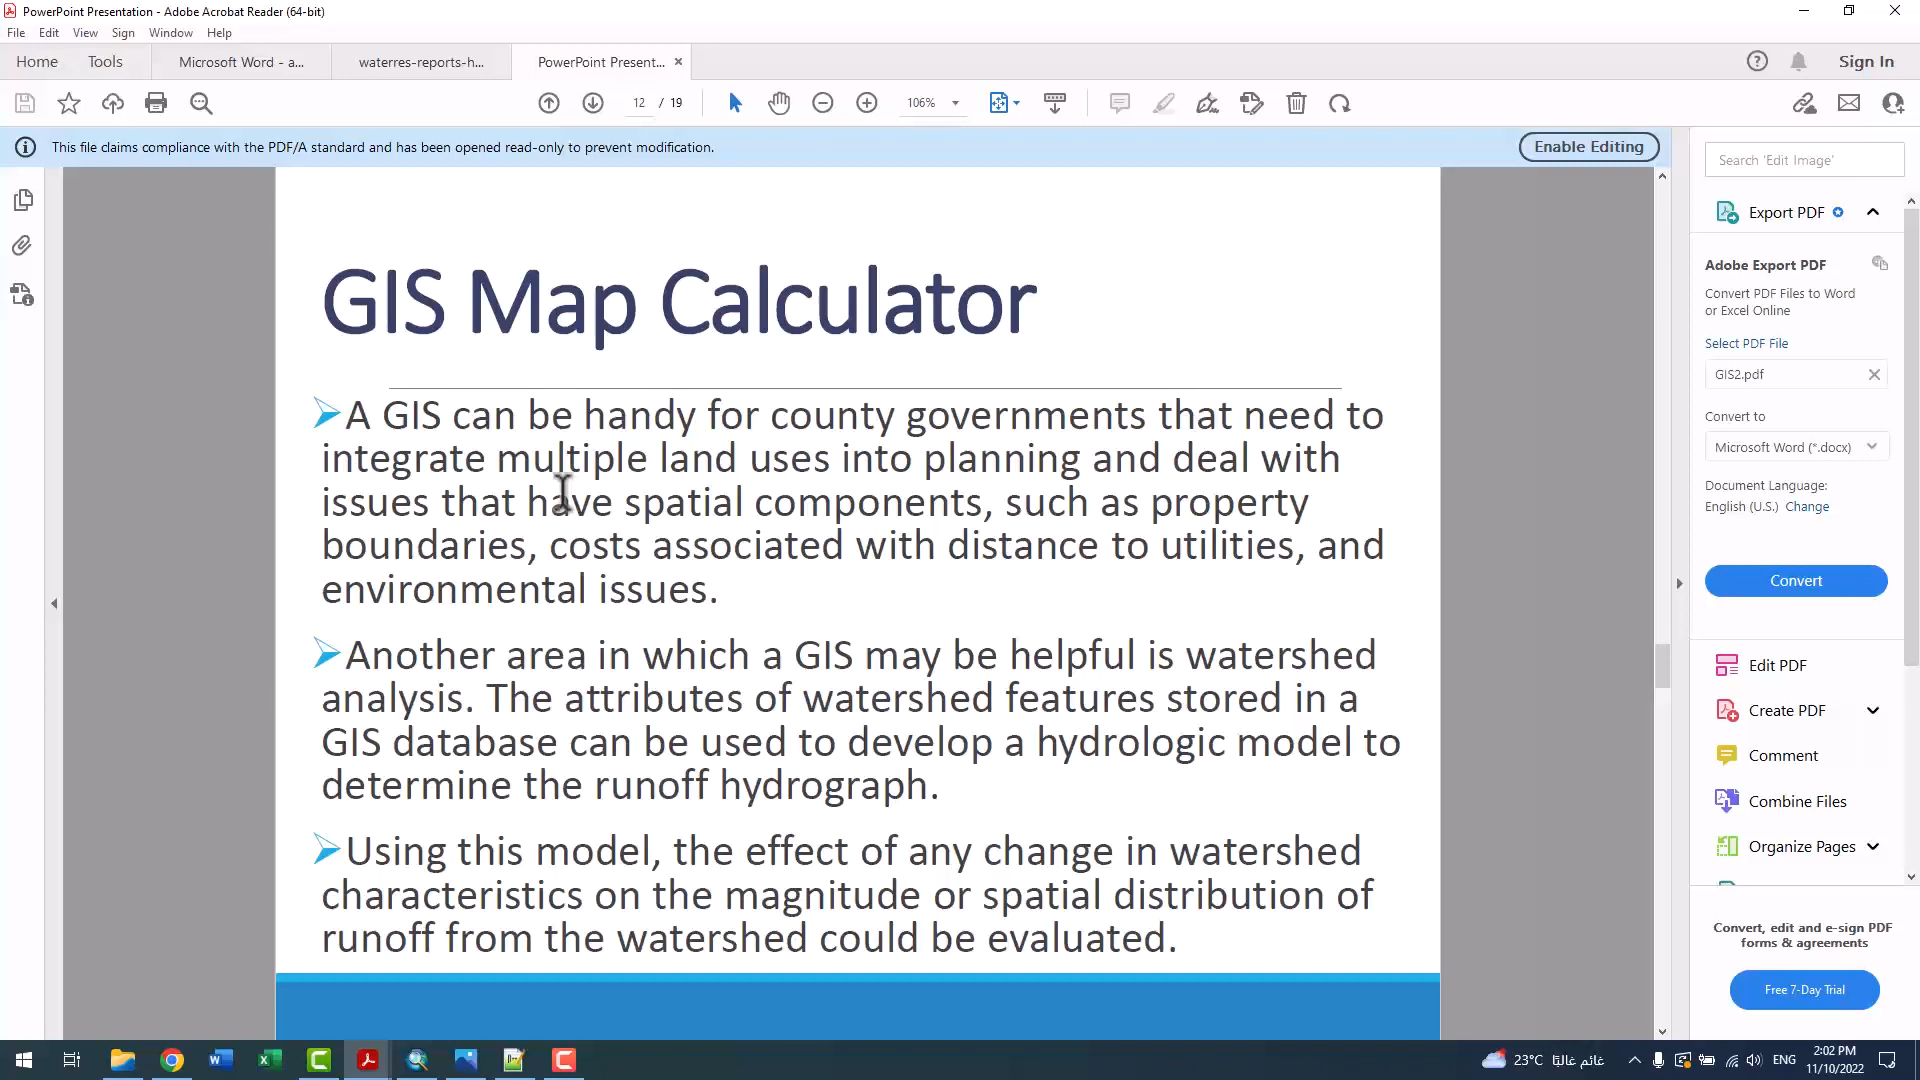 PowerPoint Presentation - Adobe Acrobat Reader (64-bit)
File Edit View Sign Window Help
Home Tools Microsoft Word - a... waterres-reports-h... PowerPoint Present... Sign In
12 / 19 106%
This file claims compliance with the PDF/A standard and has been opened read-only to prevent modification. Enable Editing
GIS Map Calculator
A GIS can be handy for county governments that need to
integrate multiple land uses into planning and deal with
issues that have spatial components, such as property
boundaries, costs associated with distance to utilities, and
environmental issues.
Another area in which a GIS may be helpful is watershed
analysis. The attributes of watershed features stored in a
GIS database can be used to develop a hydrologic model to
determine the runoff hydrograph.
Using this model, the effect of any change in watershed
characteristics on the magnitude or spatial distribution of
runoff from the watershed could be evaluated.
Search 'Edit Image'
Export PDF
Adobe Export PDF
Convert PDF Files to Word
or Excel Online
Select PDF File
GIS2.pdf
Convert to
Microsoft Word (*.docx)
Document Language:
English (U.S.) Change
Convert
Edit PDF
Create PDF
Comment
Combine Files
Organize Pages
Convert, edit and e-sign PDF
forms & agreements
Free 7-Day Trial
23°C غائم غالبًا ENG 2:02 PM
11/10/2022